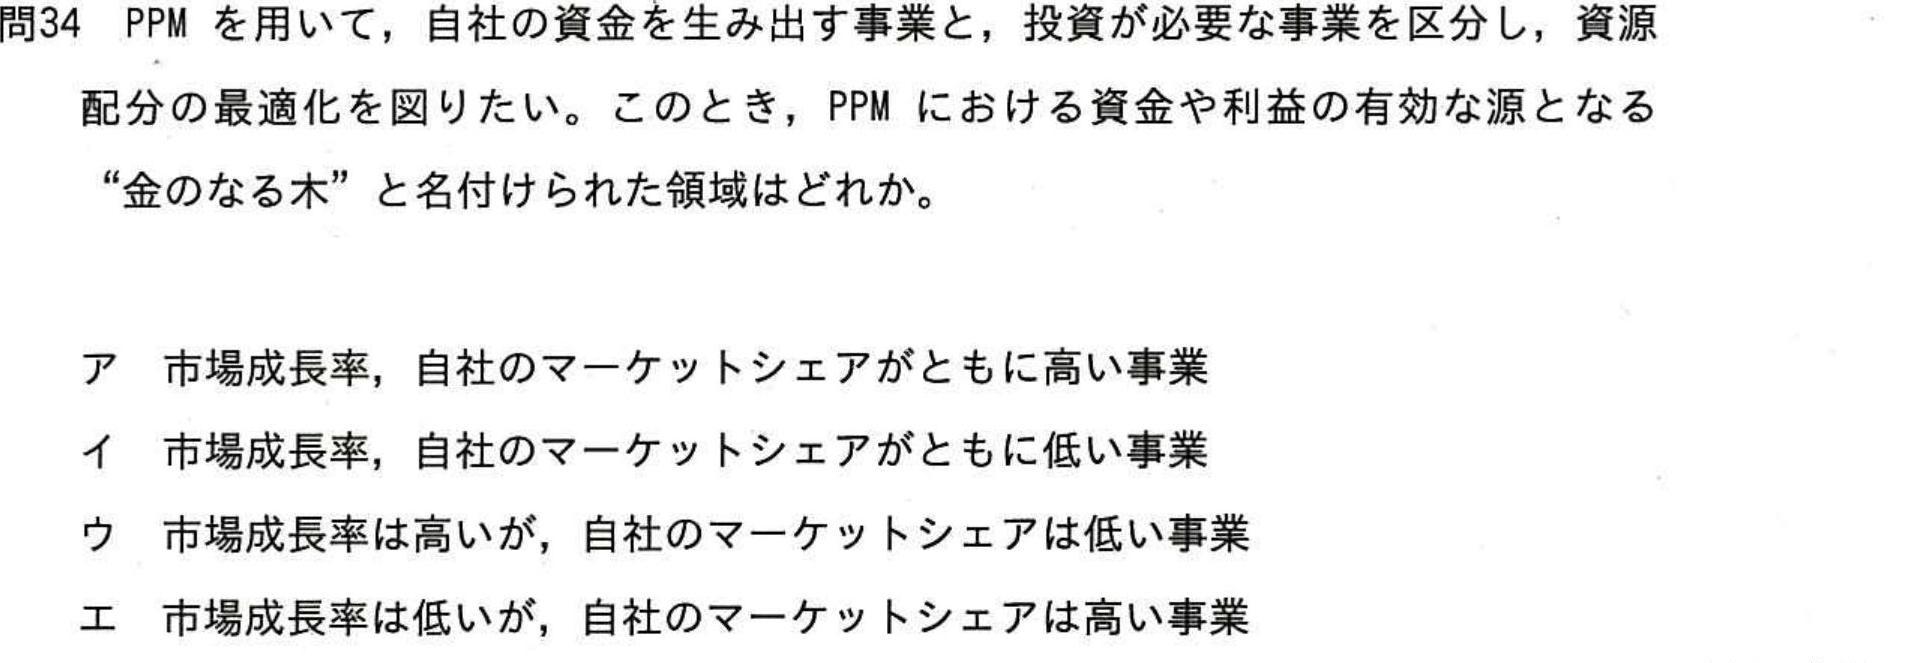 問34 PPM を用いて，自社の資金を生み出す事業と，投資が必要な事業を区分し，資源
配分の最適化を図りたい。このとき，PPM における資金や利益の有効な源となる
“金のなる木”と名付けられた領域はどれか。
ア 市場成長率，自社のマーケットシェアがともに高い事業
イ 市場成長率，自社のマーケットシェアがともに低い事業
ウ 市場成長率は高いが，自社のマーケットシェアは低い事業
エ 市場成長率は低いが，自社のマーケットシェアは高い事業